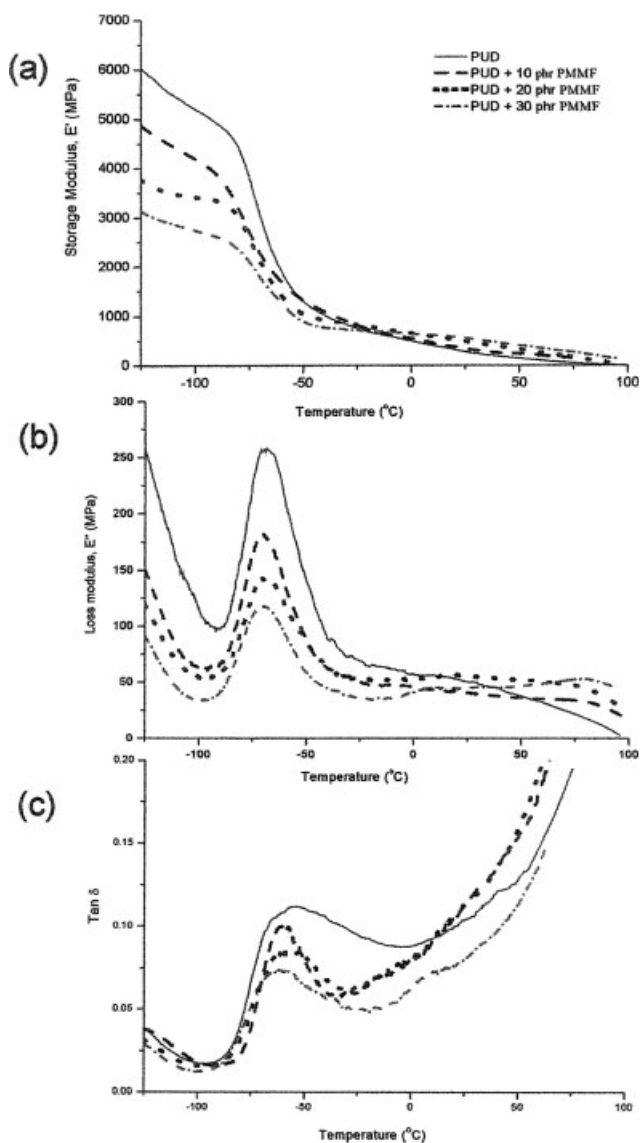 (a)
7000
6000
5000
4000
3000
2000
1000
0
Storage Modulus, E' (MPa)
PUD
PUD + 10 phr PMMF
PUD + 20 phr PMMF
PUD + 30 phr PMMF
-100
-50
0
50
100
Temperature (°C)
(b)
300
250
200
150
100
50
0
Loss modulus, E" (MPa)
-100
-50
0
50
100
Temperature (°C)
(c)
0.20
0.15
0.10
0.05
0.00
Tan δ
-100
-50
0
50
100
Temperature (°C)